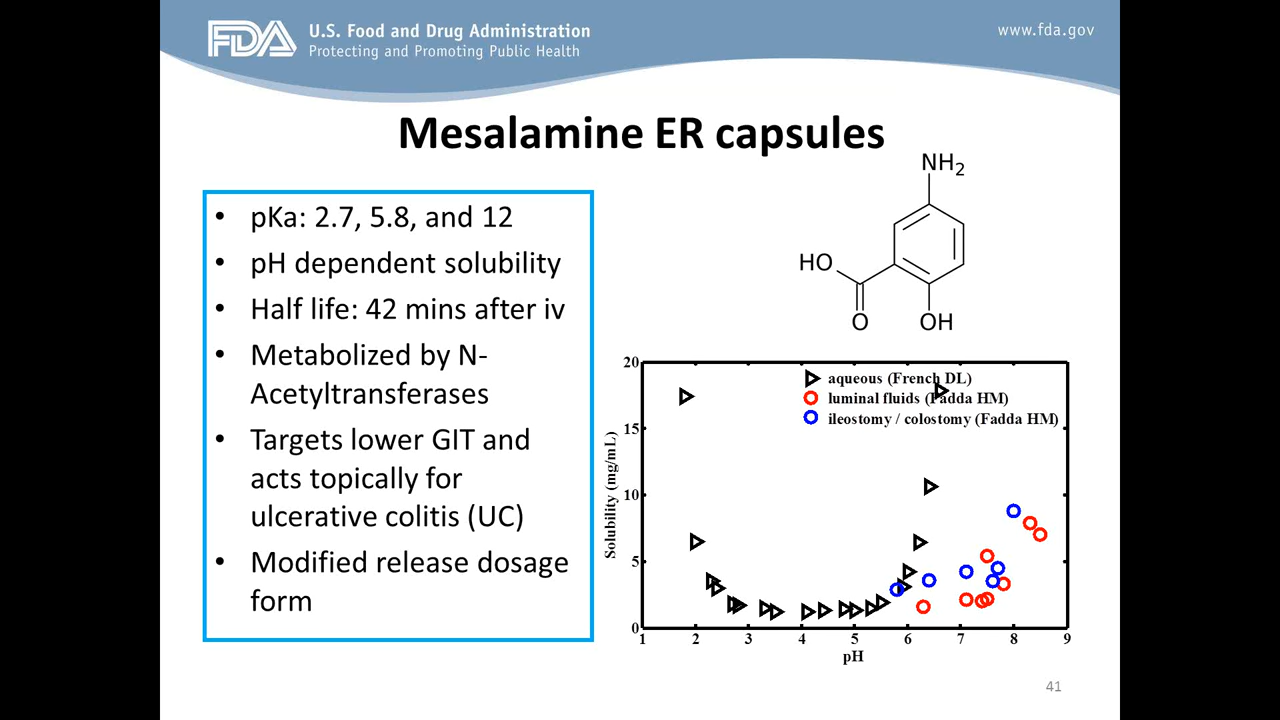 FDA
U.S. Food and Drug Administration
Protecting and Promoting Public Health
www.fda.gov
Mesalamine ER capsules
• pKa: 2.7, 5.8, and 12
• pH dependent solubility
• Half life: 42 mins after iv
• Metabolized by N-
Acetyltransferases
• Targets lower GIT and
acts topically for
ulcerative colitis (UC)
• Modified release dosage
form
NH2
HO
O
OH
20
15
10
5
0
Solubility (mg/mL)
aqueous (French DL)
luminal fluids (Fadda HM)
ileostomy / colostomy (Fadda HM)
1 2 3 4 5 6 7 8 9
pH
41